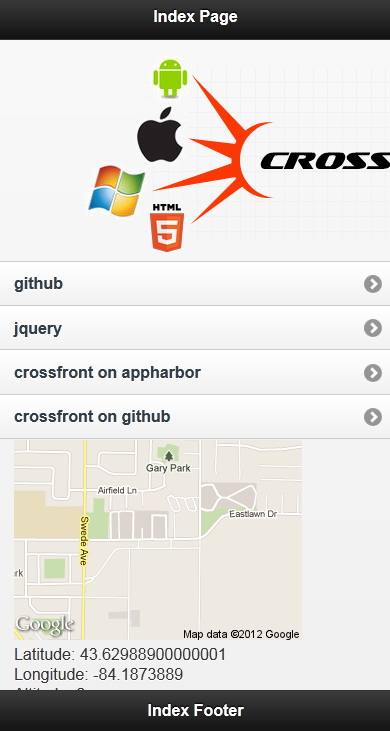 Index Page
HTML
5
CROSS
github
jquery
crossfront on appharbor
crossfront on github
Gary Park
Airfield Ln
Eastlawn Dr
Swede Ave
rk
Google
Map data ©2012 Google
Latitude: 43.62988900000001
Longitude: -84.1873889
Index Footer